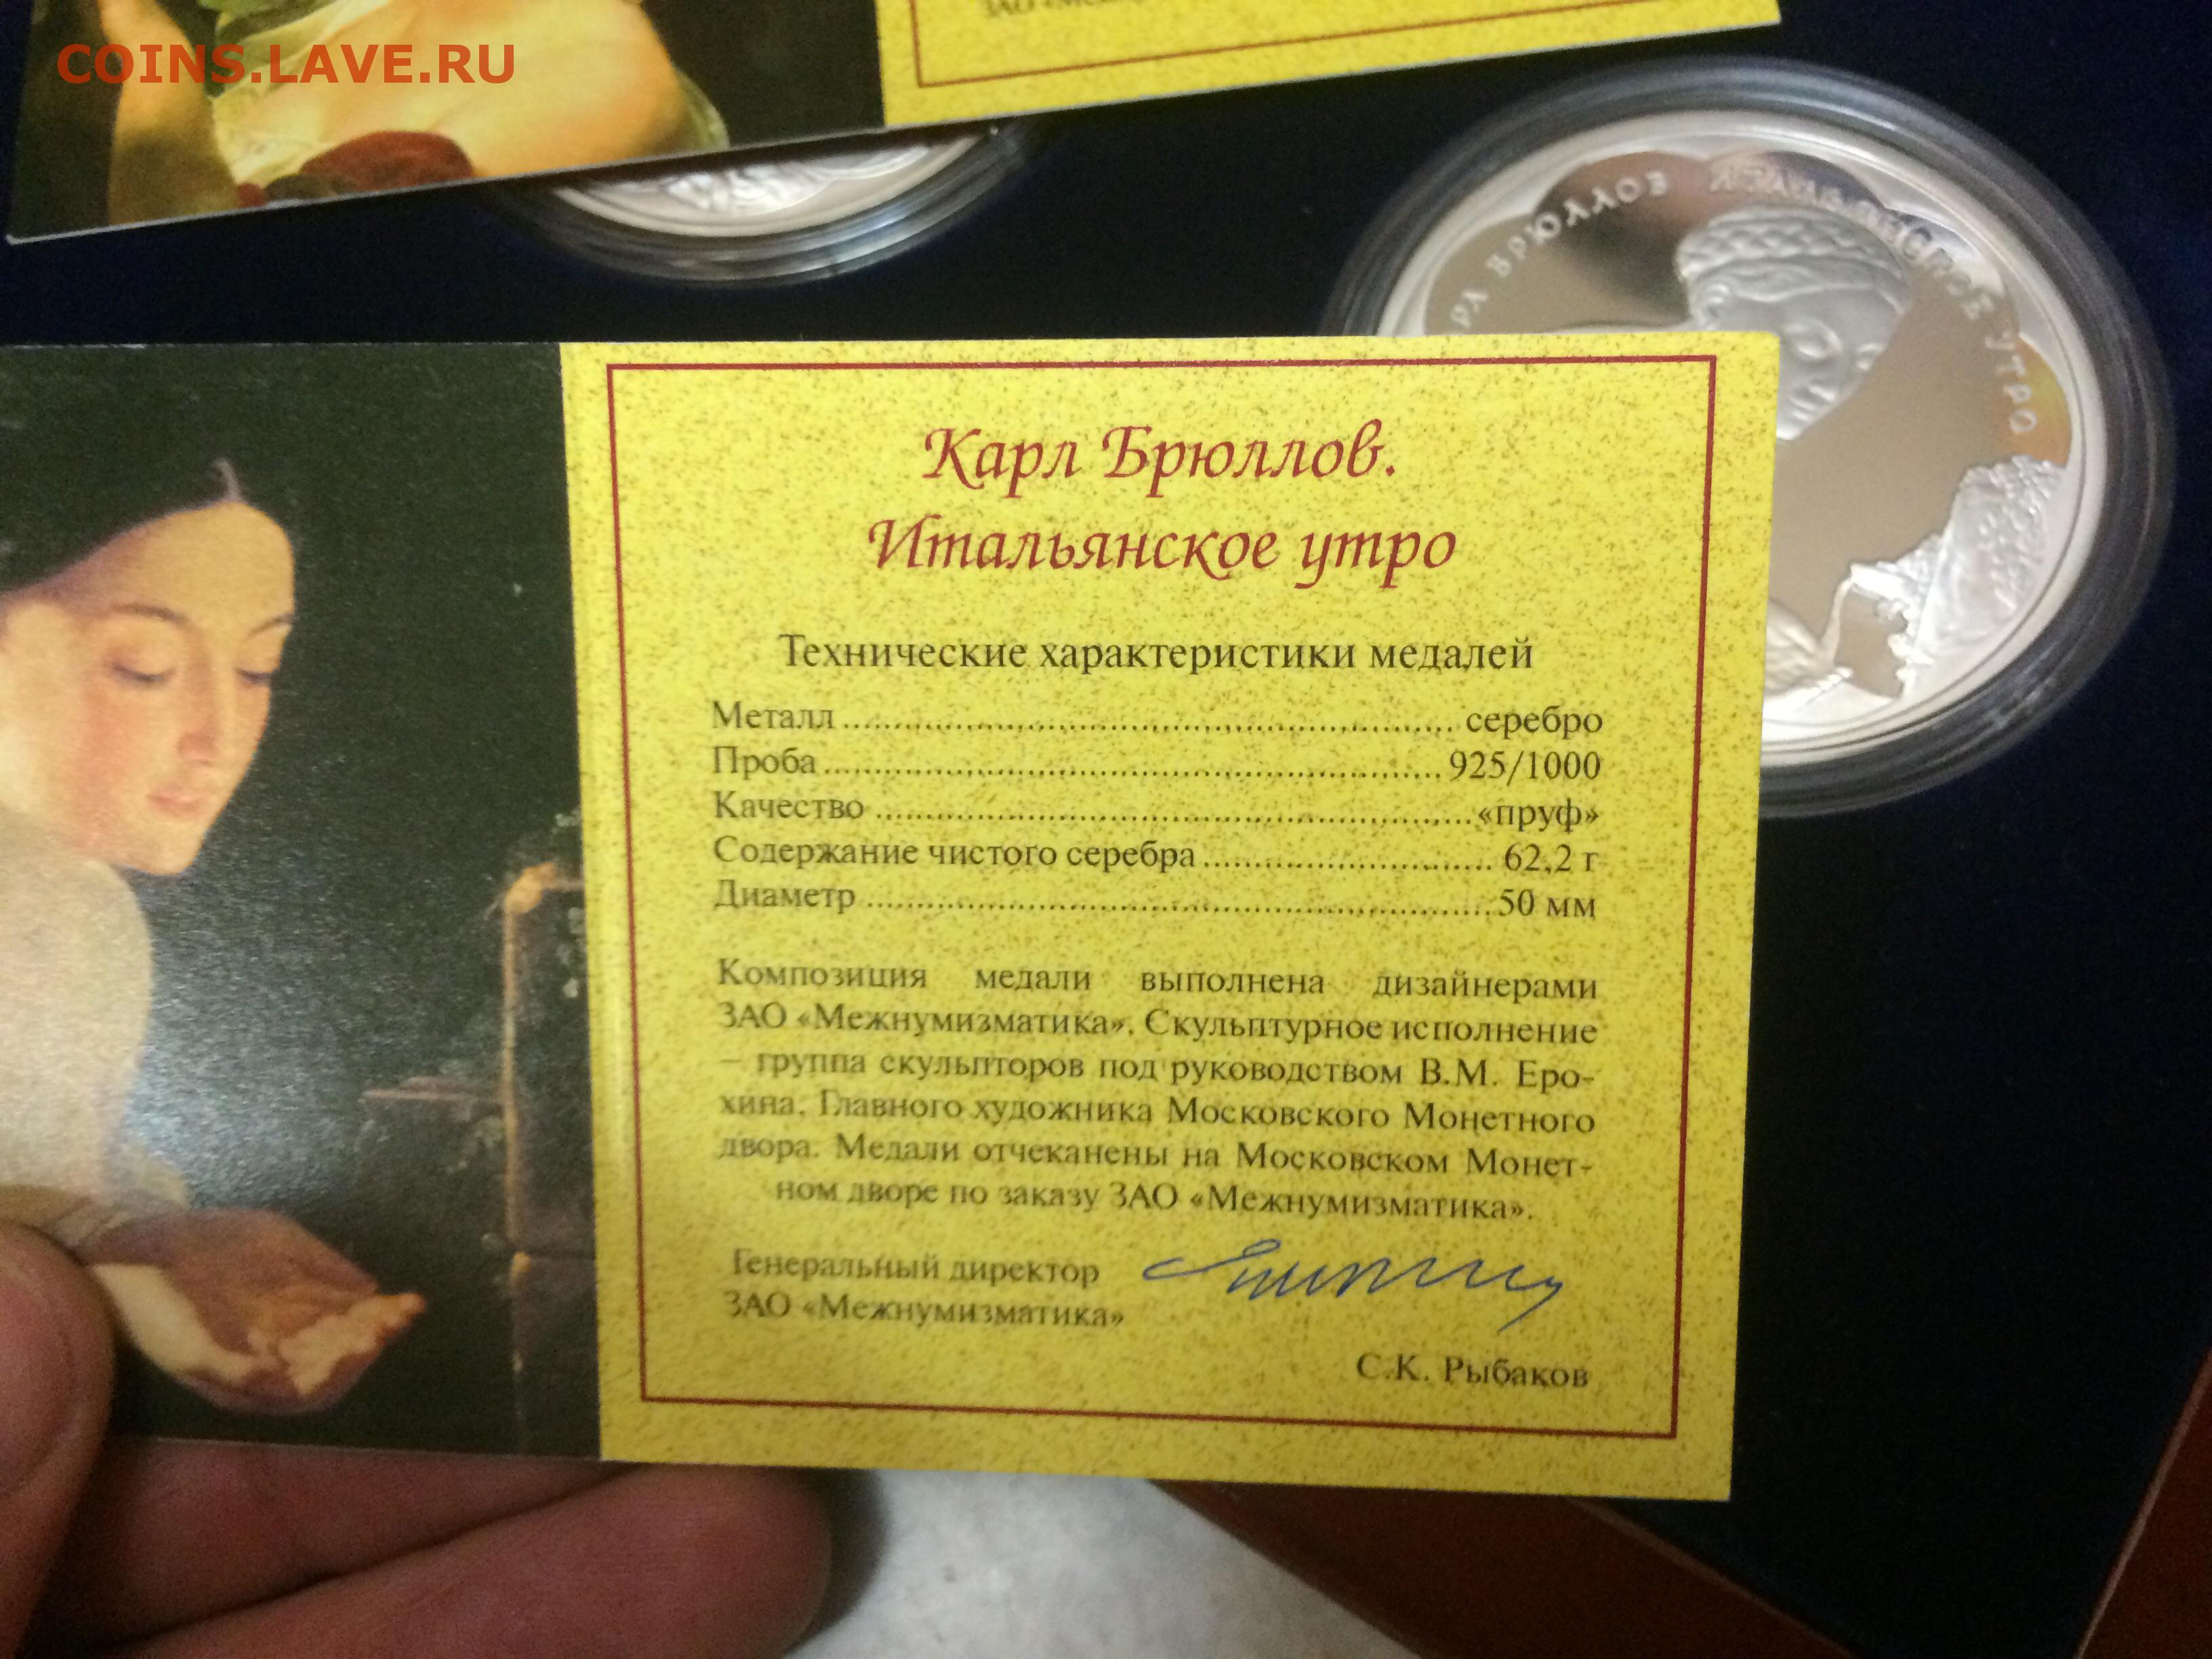 COINS.LAVE.RU
БРЮЛЛОВ ИТАЛЬЯНСКОЕ УТРО
Карл Брюллов.
Итальянское утро
Технические характеристики медалей
Металл ........ серебро
Проба ........ 925/1000
Качество ........ «пруф»
Содержание чистого серебра ........ 62,2 г
Диаметр ........ 50 мм
Композиция медали выполнена дизайнерами
ЗАО «Межнумизматика». Скульптурное исполнение
– группа скульпторов под руководством В.М. Еро-
хина, Главного художника Московского Монетного
двора. Медали отчеканены на Московском Монет-
ном дворе по заказу ЗАО «Межнумизматика».
Генеральный директор
ЗАО «Межнумизматика»
С.К. Рыбаков